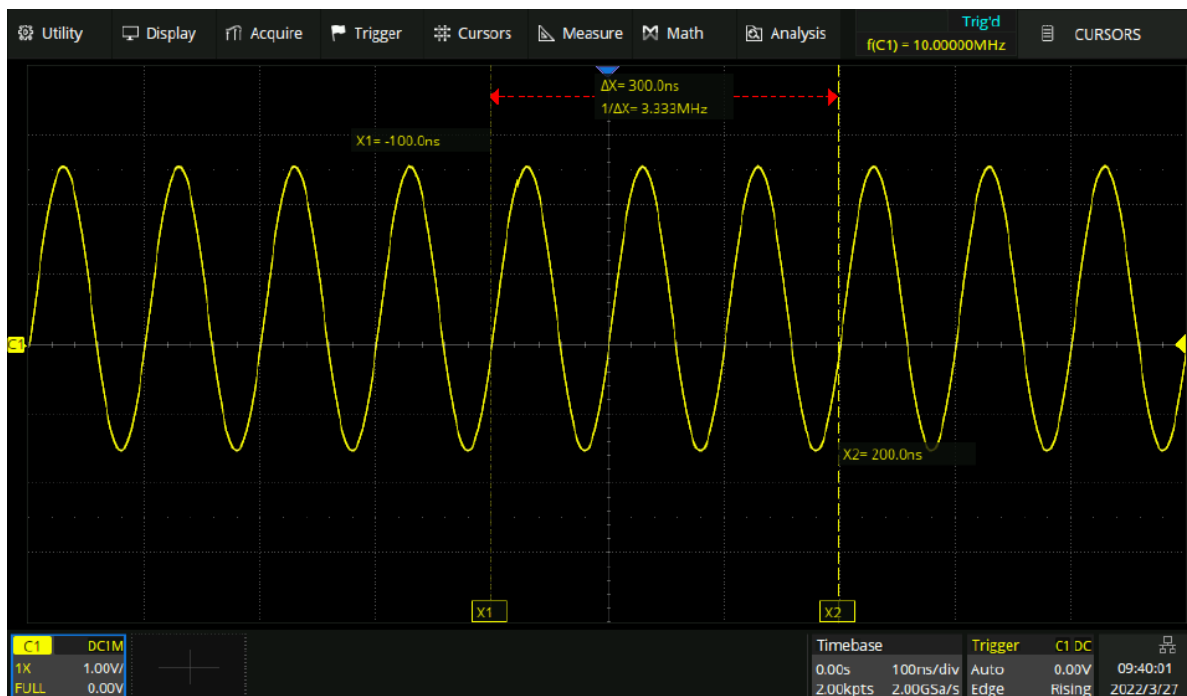 Utility Display Acquire Trigger Cursors Measure Math Analysis
Trig'd
f(C1) = 10.00000MHz
CURSORS
ΔX= 300.0ns
1/ΔX= 3.333MHz
X1= -100.0ns
C1
X2= 200.0ns
X1 X2
C1 DC1M
1X 1.00V/
FULL 0.00V
Timebase
0.00s 100ns/div
2.00kpts 2.00GSa/s
Trigger C1 DC
Auto 0.00V
Edge Rising
09:40:01
2022/3/27